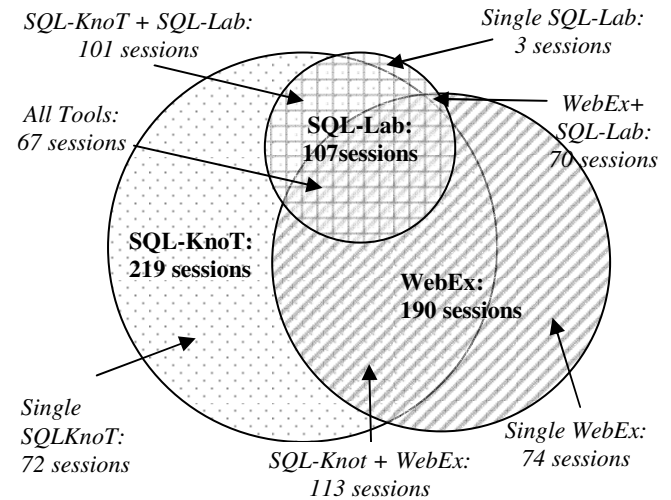 SQL-KnoT + SQL-Lab:
101 sessions
Single SQL-Lab:
3 sessions
All Tools:
67 sessions
WebEx+
SQL-Lab:
70 sessions
SQL-Lab:
107sessions
SQL-KnoT:
219 sessions
WebEx:
190 sessions
Single
SQLKnoT:
72 sessions
SQL-Knot + WebEx:
113 sessions
Single WebEx:
74 sessions